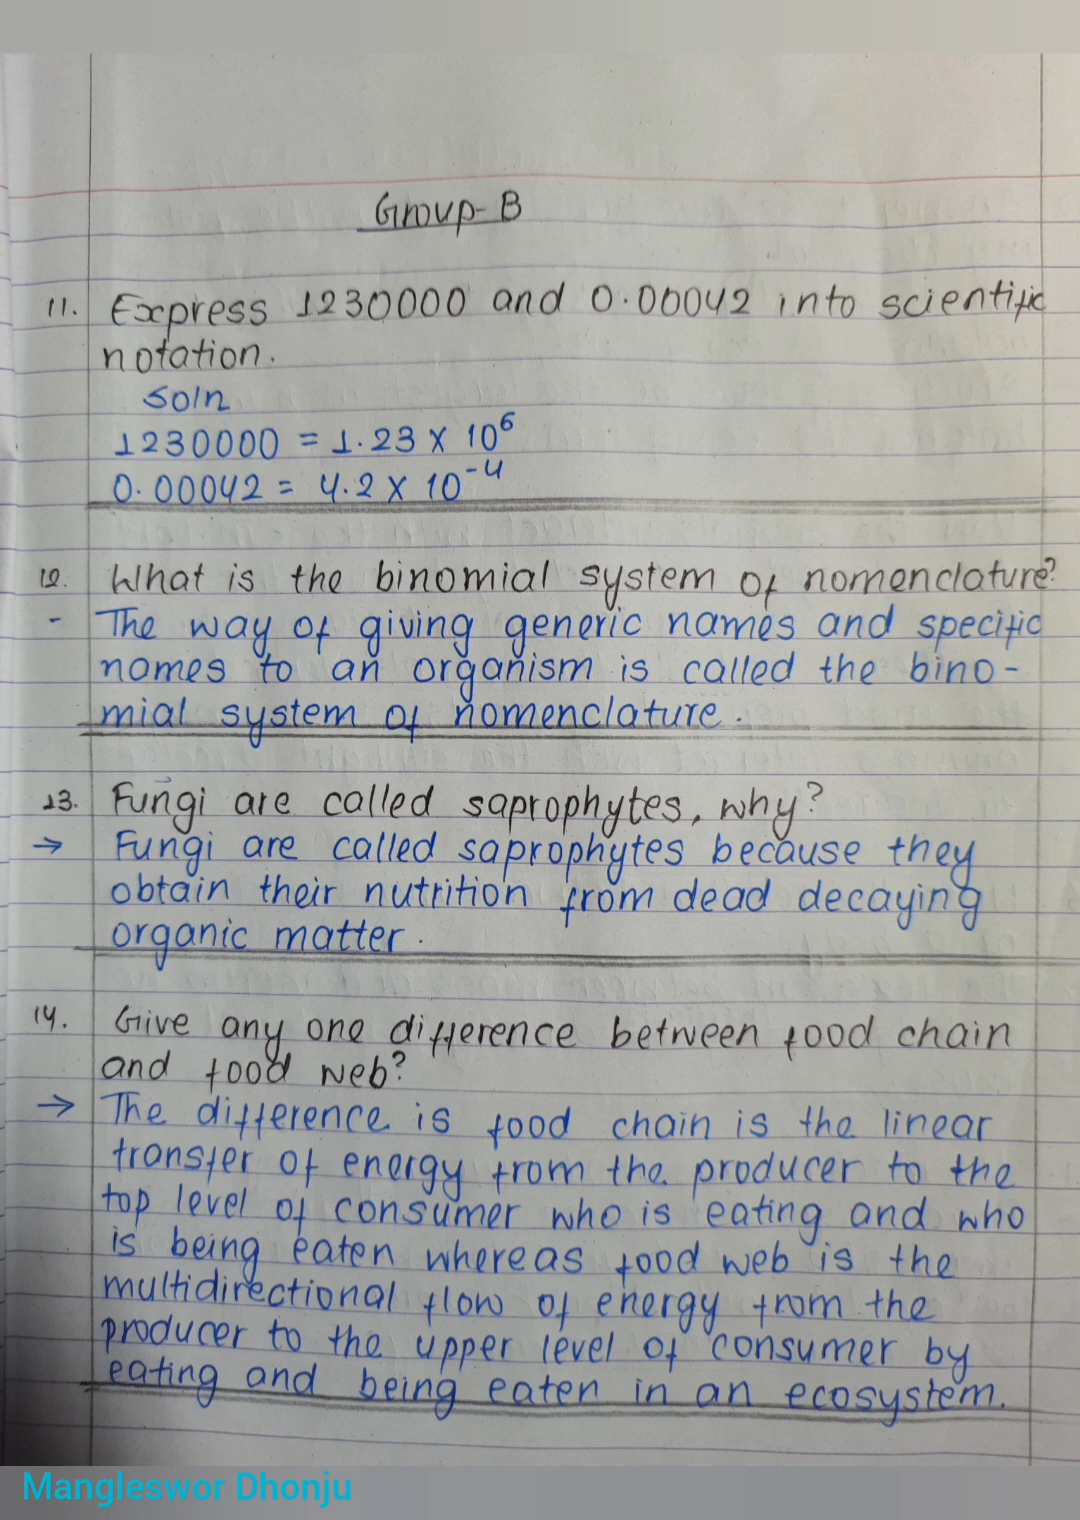 Group-B
11. Express 1230000 and 0.00042 into scientific
notation.
Soln
1230000 = 1.23 X 10⁶
0.00042 = 4.2 X 10⁻⁴
12. What is the binomial system of nomenclature?
- The way of giving generic names and specific
names to an organism is called the bino-
mial system of nomenclature.
13. Fungi are called saprophytes, why?
→ Fungi are called saprophytes because they
obtain their nutrition from dead decaying
organic matter.
14. Give any one difference between food chain
and food web?
→ The difference is food chain is the linear
transfer of energy from the producer to the
top level of consumer who is eating and who
is being eaten whereas food web is the
multidirectional flow of energy from the
producer to the upper level of consumer by
eating and being eaten in an ecosystem.
Mangleswor Dhonju